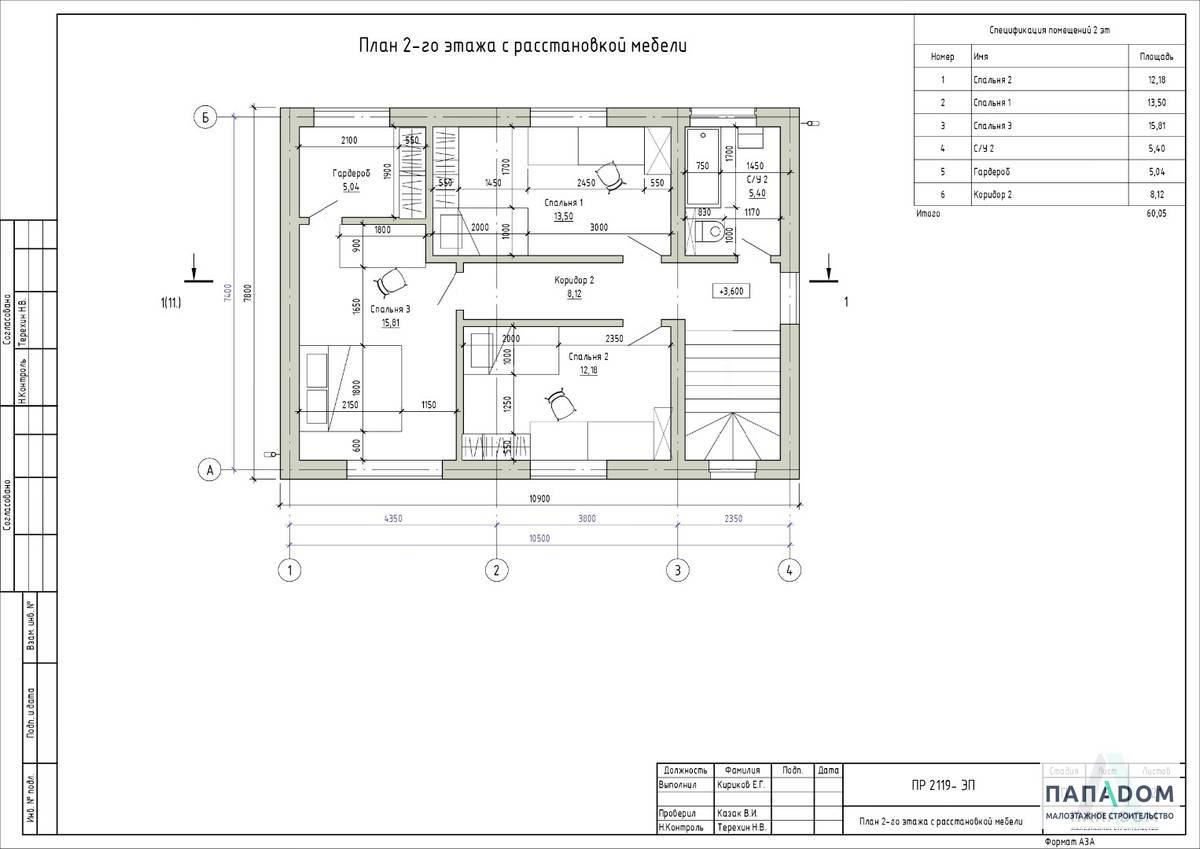 План 2-го этажа с расстановкой мебели
Спецификация помещений 2 эт
Номер Имя Площадь
1 Спальня 2 12,18
2 Спальня 1 13,50
3 Спальня 3 15,81
4 С/У 2 5,40
5 Гардероб 5,04
6 Коридор 2 8,12
Итого 60,05
Б
2100 550
1900
Гардероб
5,04
1700
550 1450 2450 550
Спальня 1
13,50
2000 1000 3000
750 1700 1450
С/У 2
5,40
830 1170
1000
1800
900
1650
Спальня 3
15,81
Коридор 2
8,12
+3,600
1(11.)
1
7400
7800
2000 2350
1000
Спальня 2
12,18
1250
550
1800
2150 1150
600
А
10900
4350 3800 2350
10500
1 2 3 4
Согласовано
Н.Контроль Терехин Н.В.
Согласовано
Взам. инв. №
Подп. и дата
Инв. № подл.
Должность Фамилия Подп. Дата
Выполнил Кириков Е.Г.
Проверил Казак В.И.
Н.Контроль Терехин Н.В.
ПР 2119- ЭП
План 2-го этажа с расстановкой мебели
Стадия Лист Листов
ПАПАDОМ
МАЛОЭТАЖНОЕ СТРОИТЕЛЬСТВО
Формат А3А